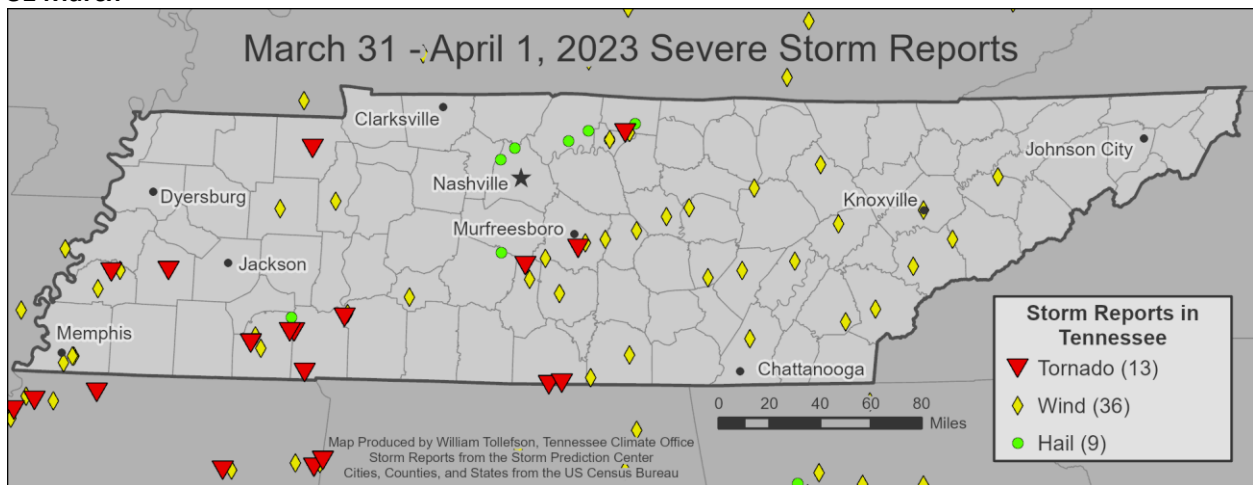 March 31 - April 1, 2023 Severe Storm Reports
Clarksville
Johnson City
Nashville
Dyersburg
Knoxville
Murfreesboro
Jackson
Memphis
Chattanooga
Storm Reports in
Tennessee
Tornado (13)
Wind (36)
Hail (9)
0 20 40 60 80
Miles
Map Produced by William Tollefson, Tennessee Climate Office
Storm Reports from the Storm Prediction Center
Cities, Counties, and States from the US Census Bureau